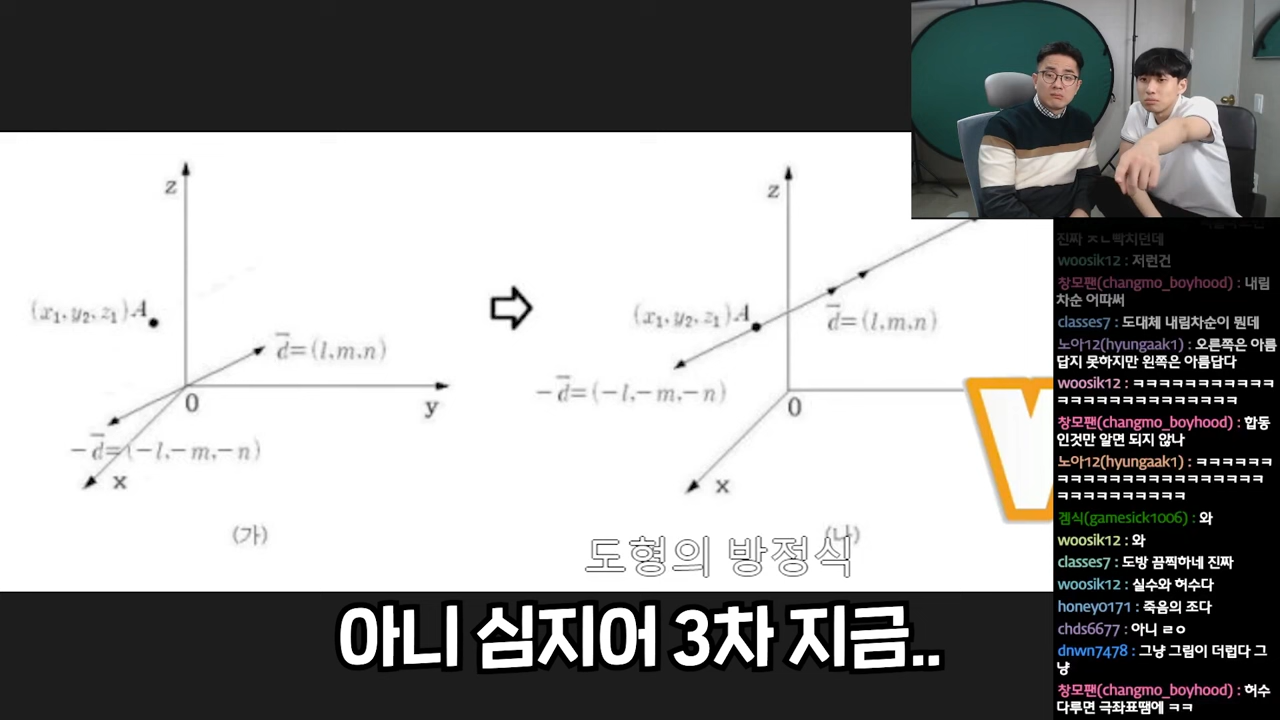 z
(x₁, y₂, z₁)A
d̅=(l,m,n)
0
y
-d̅=(-l,-m,-n)
x
(가)
z
(x₁, y₂, z₁)A
d̅=(l,m,n)
-d̅=(-l,-m,-n)
0
x
(나)
도형의 방정식
아니 심지어 3차 지금..
woosik12 : 저런건
창모팬(changmo_boyhood) : 내림
차순 어따써
classes7 : 도대체 내림차순이 뭔데
노아12(hyungaak1) : 오른쪽은 아름
답지 못하지만 왼쪽은 아름답다
woosik12 : ㅋㅋㅋㅋㅋㅋㅋㅋㅋㅋㅋ
ㅋㅋㅋㅋㅋㅋㅋㅋㅋㅋㅋㅋㅋㅋ
창모팬(changmo_boyhood) : 합동
인것만 알면 되지 않나
노아12(hyungaak1) : ㅋㅋㅋㅋㅋㅋ
ㅋㅋㅋㅋㅋㅋㅋㅋㅋㅋㅋㅋㅋㅋㅋㅋ
ㅋㅋㅋㅋㅋㅋㅋㅋㅋㅋ
겜식(gamesick1006) : 와
woosik12 : 와
classes7 : 도방 끔찍하네 진짜
woosik12 : 실수와 허수다
honey0171 : 죽음의 조다
chds6677 : 아니 ㄹㅇ
dnwn7478 : 그냥 그림이 더럽다 그
냥
창모팬(changmo_boyhood) : 허수
다루면 극좌표땜에 ㅋㅋ